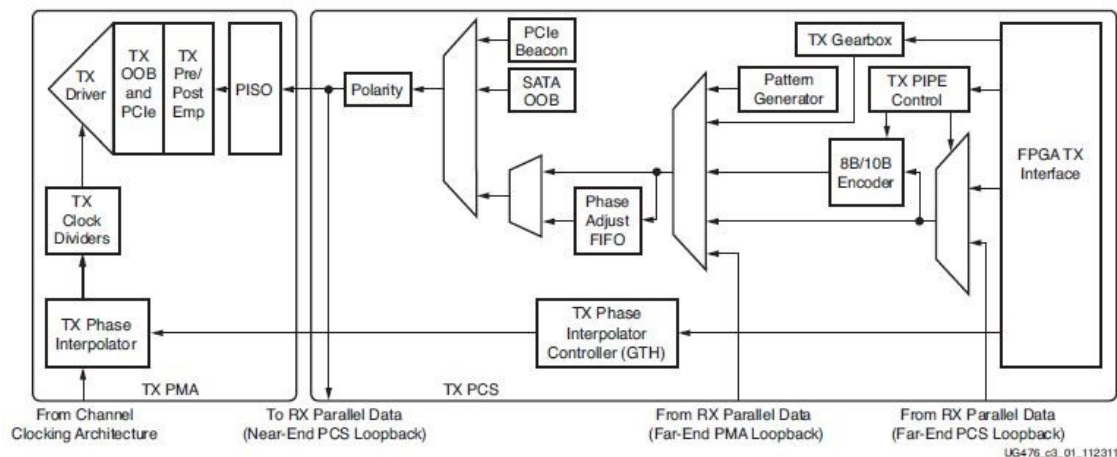 TX
Driver
TX
OOB
and
PCIe
TX
Pre/
Post
Emp
PISO
Polarity
PCIe
Beacon
SATA
OOB
Pattern
Generator
TX Gearbox
TX PIPE
Control
FPGA TX
Interface
8B/10B
Encoder
Phase
Adjust
FIFO
TX
Clock
Dividers
TX Phase
Interpolator
TX Phase
Interpolator
Controller (GTH)
TX PMA
TX PCS
From Channel
Clocking Architecture
To RX Parallel Data
(Near-End PCS Loopback)
From RX Parallel Data
(Far-End PMA Loopback)
From RX Parallel Data
(Far-End PCS Loopback)
UG476_c3_01_112311